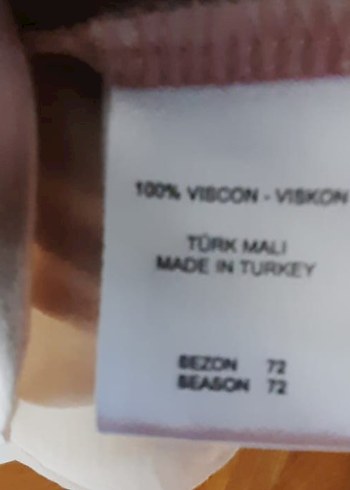 100% VISCON - VISKON
TÜRK MALI
MADE IN TURKEY
SEZON 72
SEASON 72